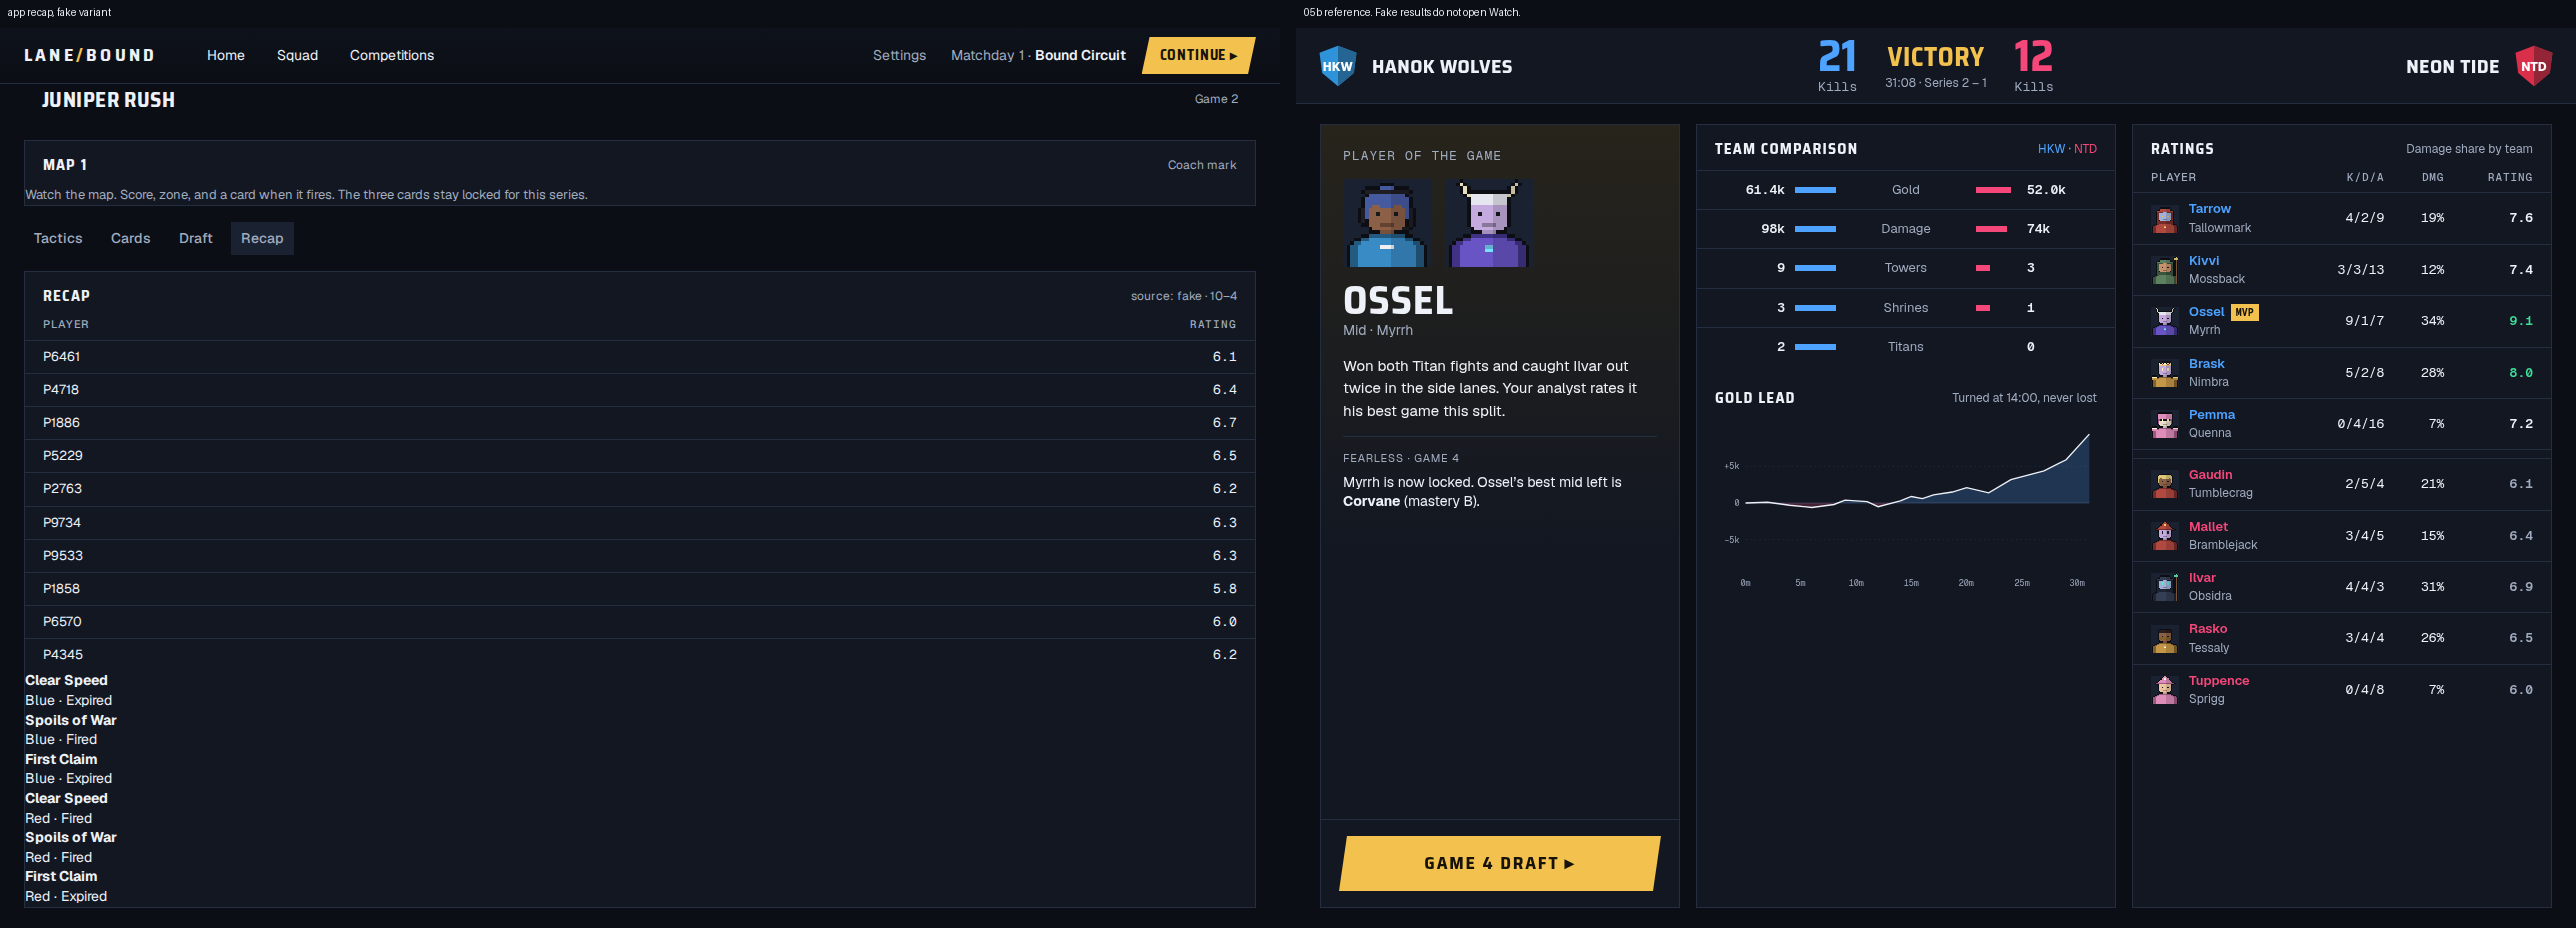 app recap, fake variant
LANE/BOUND
Home
Squad
Competitions
Settings
Matchday 1 · Bound Circuit
CONTINUE ▸
JUNIPER RUSH
Game 2
MAP 1
Coach mark
Watch the map. Score, zone, and a card when it fires. The three cards stay locked for this series.
Tactics
Cards
Draft
Recap
RECAP
source: fake · 10–4
PLAYER RATING
P6461 6.1
P4718 6.4
P1886 6.7
P5229 6.5
P2763 6.2
P9734 6.3
P9533 6.3
P1858 5.8
P6570 6.0
P4345 6.2
Clear Speed
Blue · Expired
Spoils of War
Blue · Fired
First Claim
Blue · Expired
Clear Speed
Red · Fired
Spoils of War
Red · Fired
First Claim
Red · Expired
05b reference. Fake results do not open Watch.
HKW
HANOK WOLVES
21
Kills
VICTORY
31:08 · Series 2 – 1
12
Kills
NEON TIDE
NTD
PLAYER OF THE GAME
OSSEL
Mid · Myrrh
Won both Titan fights and caught Ilvar out
twice in the side lanes. Your analyst rates it
his best game this split.
FEARLESS · GAME 4
Myrrh is now locked. Ossel's best mid left is
Corvane (mastery B).
GAME 4 DRAFT ▸
TEAM COMPARISON
HKW · NTD
61.4k Gold 52.0k
98k Damage 74k
9 Towers 3
3 Shrines 1
2 Titans 0
GOLD LEAD
Turned at 14:00, never lost
+5k
0
−5k
0m 5m 10m 15m 20m 25m 30m
RATINGS
Damage share by team
PLAYER K/D/A DMG RATING
Tarrow
Tallowmark
4/2/9 19% 7.6
Kivvi
Mossback
3/3/13 12% 7.4
Ossel MVP
Myrrh
9/1/7 34% 9.1
Brask
Nimbra
5/2/8 28% 8.0
Pemma
Quenna
0/4/16 7% 7.2
Gaudin
Tumblecrag
2/5/4 21% 6.1
Mallet
Bramblejack
3/4/5 15% 6.4
Ilvar
Obsidra
4/4/3 31% 6.9
Rasko
Tessaly
3/4/4 26% 6.5
Tuppence
Sprigg
0/4/8 7% 6.0